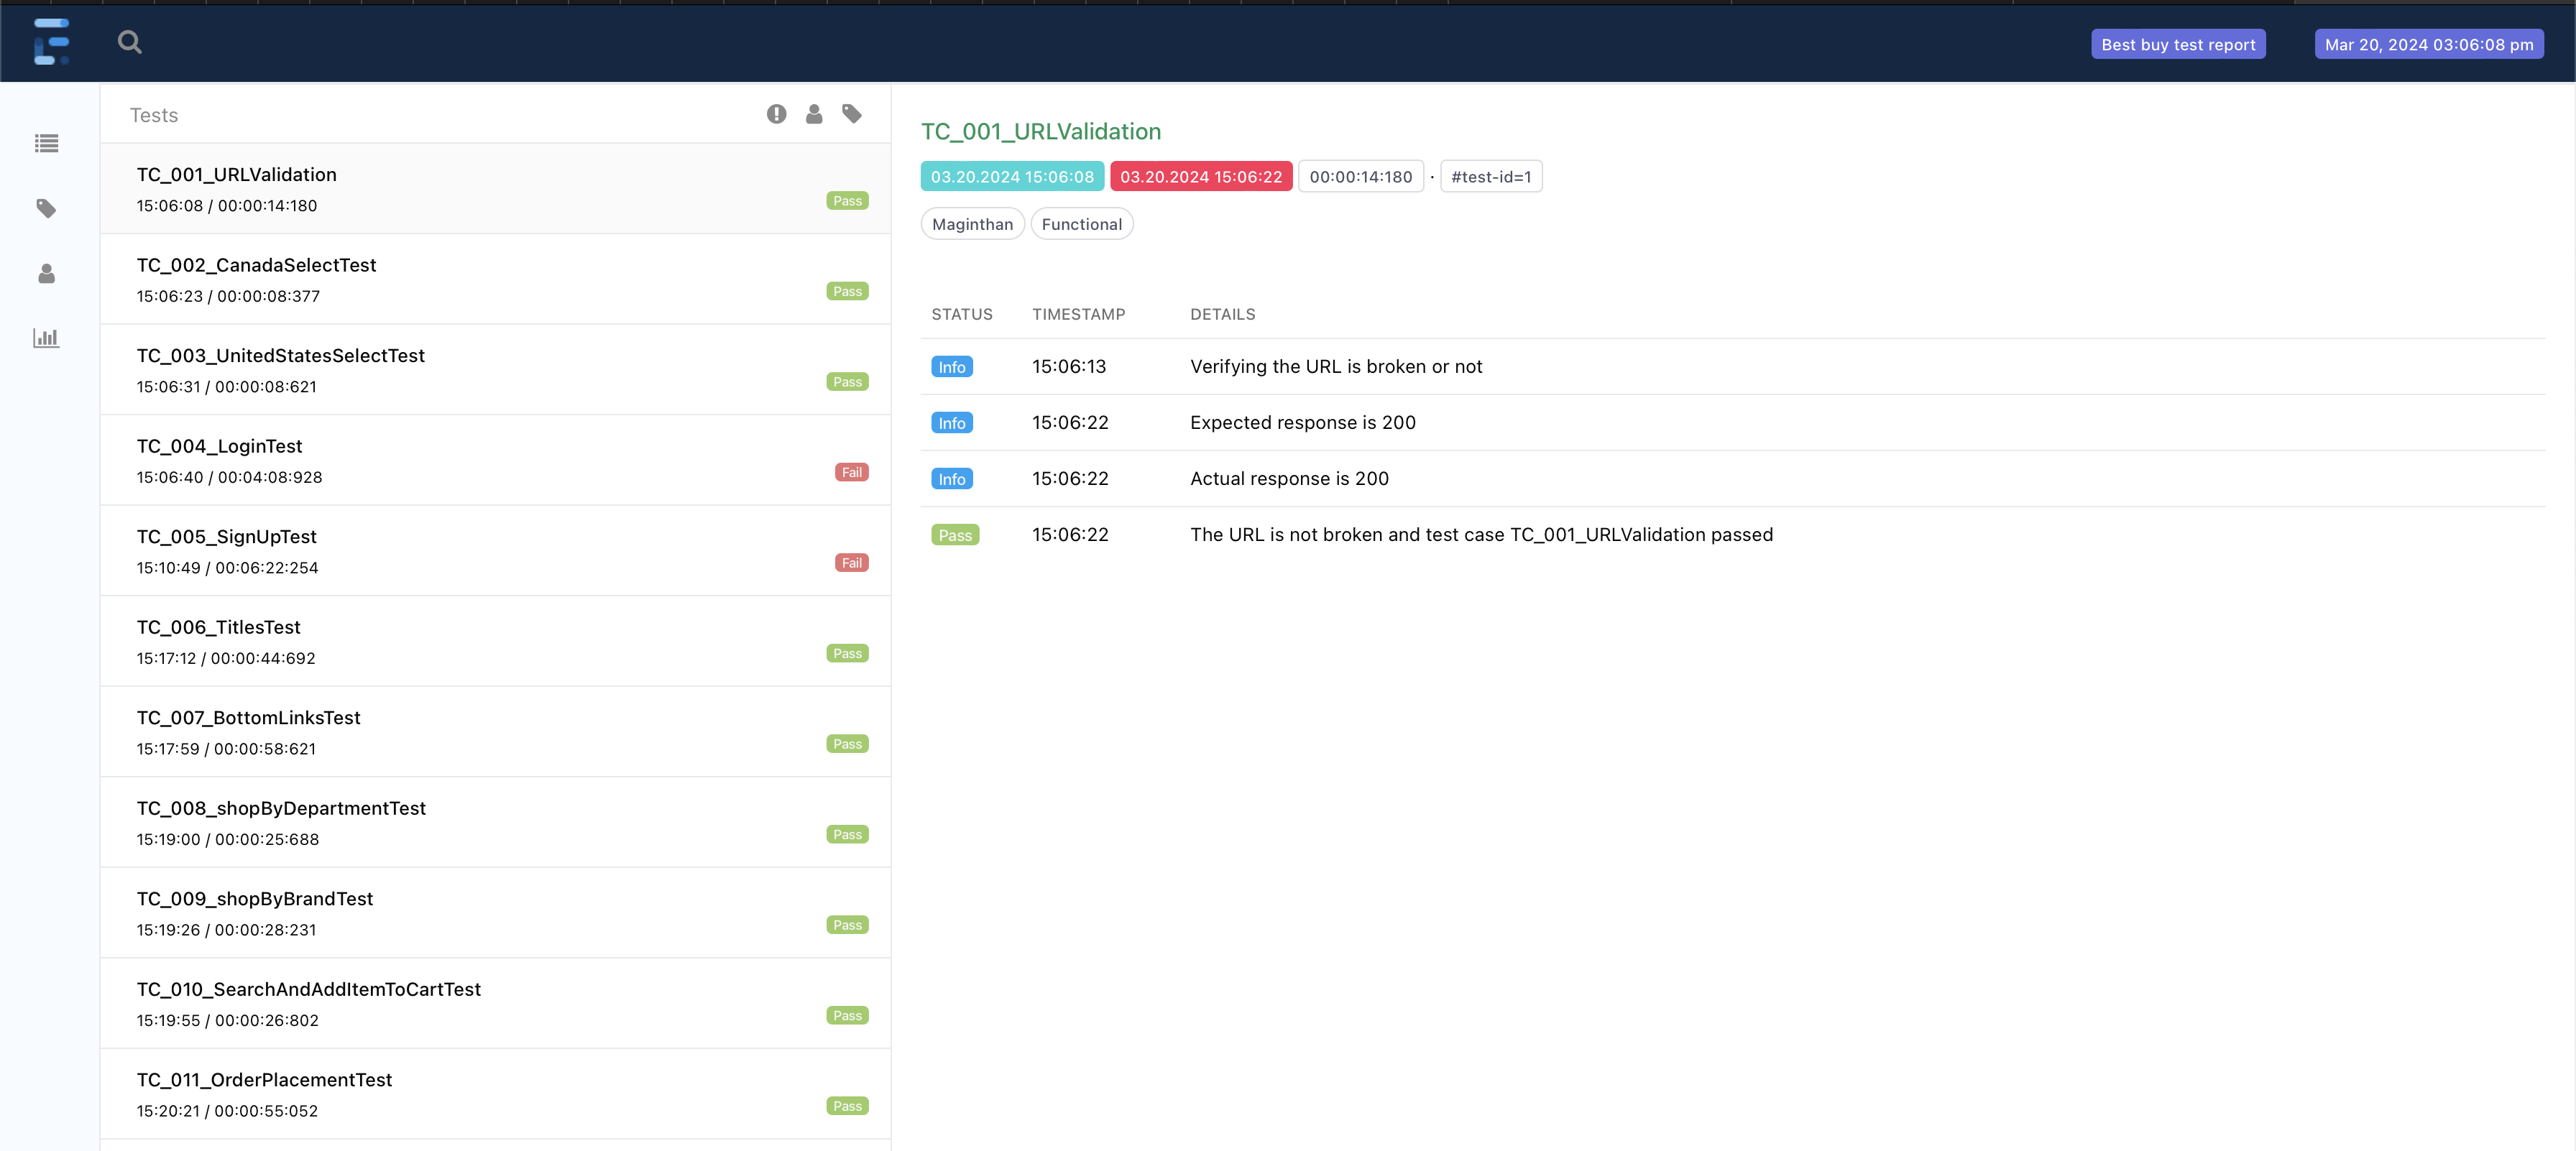 Best buy test report
Mar 20, 2024 03:06:08 pm
Tests
TC_001_URLValidation
15:06:08 / 00:00:14:180
Pass
TC_002_CanadaSelectTest
15:06:23 / 00:00:08:377
Pass
TC_003_UnitedStatesSelectTest
15:06:31 / 00:00:08:621
Pass
TC_004_LoginTest
15:06:40 / 00:04:08:928
Fail
TC_005_SignUpTest
15:10:49 / 00:06:22:254
Fail
TC_006_TitlesTest
15:17:12 / 00:00:44:692
Pass
TC_007_BottomLinksTest
15:17:59 / 00:00:58:621
Pass
TC_008_shopByDepartmentTest
15:19:00 / 00:00:25:688
Pass
TC_009_shopByBrandTest
15:19:26 / 00:00:28:231
Pass
TC_010_SearchAndAddItemToCartTest
15:19:55 / 00:00:26:802
Pass
TC_011_OrderPlacementTest
15:20:21 / 00:00:55:052
Pass
TC_001_URLValidation
03.20.2024 15:06:08 03.20.2024 15:06:22 00:00:14:180 · #test-id=1
Maginthan Functional
STATUS TIMESTAMP DETAILS
Info 15:06:13 Verifying the URL is broken or not
Info 15:06:22 Expected response is 200
Info 15:06:22 Actual response is 200
Pass 15:06:22 The URL is not broken and test case TC_001_URLValidation passed